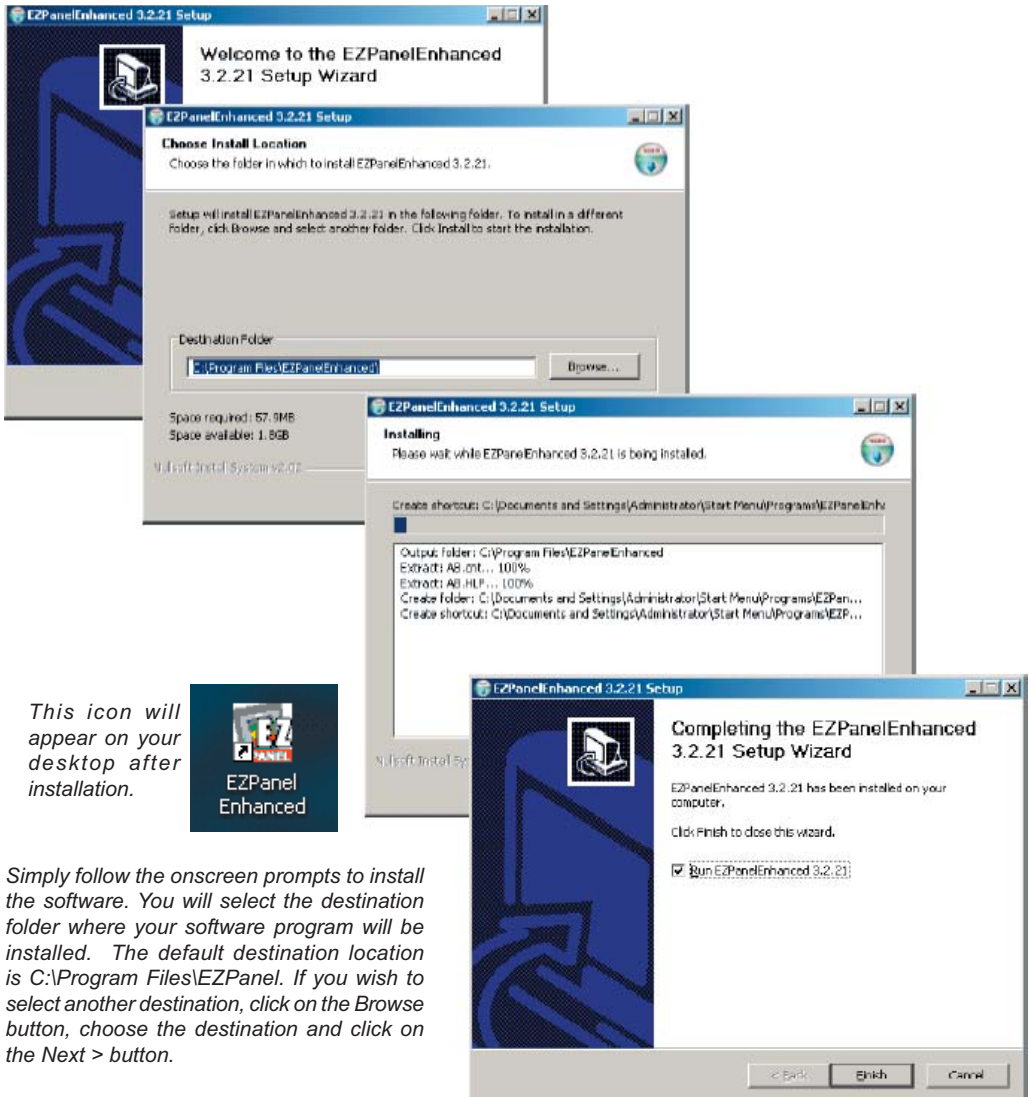 EZPanelEnhanced 3.2.21 Setup
Welcome to the EZPanelEnhanced
3.2.21 Setup Wizard
EZPanelEnhanced 3.2.21 Setup
Choose Install Location
Choose the folder in which to install EZPanelEnhanced 3.2.21.
Setup will install EZPanelEnhanced 3.2.21 in the following folder. To install in a different
folder, click Browse and select another folder. Click Install to start the installation.
Destination Folder
C:\Program Files\EZPanelEnhanced\
Browse...
Space required: 57.9MB
Space available: 1.8GB
Nullsoft Install System v2.07
EZPanelEnhanced 3.2.21 Setup
Installing
Please wait while EZPanelEnhanced 3.2.21 is being installed.
Create shortcut: C:\Documents and Settings\Administrator\Start Menu\Programs\EZPanelEnh
Output folder: C:\Program Files\EZPanelEnhanced
Extract: AB.cnt... 100%
Extract: AB.HLP... 100%
Create folder: C:\Documents and Settings\Administrator\Start Menu\Programs\EZPan...
Create shortcut: C:\Documents and Settings\Administrator\Start Menu\Programs\EZP...
Nullsoft Install Sys
This icon will
appear on your
desktop after
installation.
EZ
PANEL
EZPanel
Enhanced
EZPanelEnhanced 3.2.21 Setup
Completing the EZPanelEnhanced
3.2.21 Setup Wizard
EZPanelEnhanced 3.2.21 has been installed on your
computer.
Click Finish to close this wizard.
Run EZPanelEnhanced 3.2.21
< Back
Finish
Cancel
Simply follow the onscreen prompts to install
the software. You will select the destination
folder where your software program will be
installed. The default destination location
is C:\Program Files\EZPanel. If you wish to
select another destination, click on the Browse
button, choose the destination and click on
the Next > button.